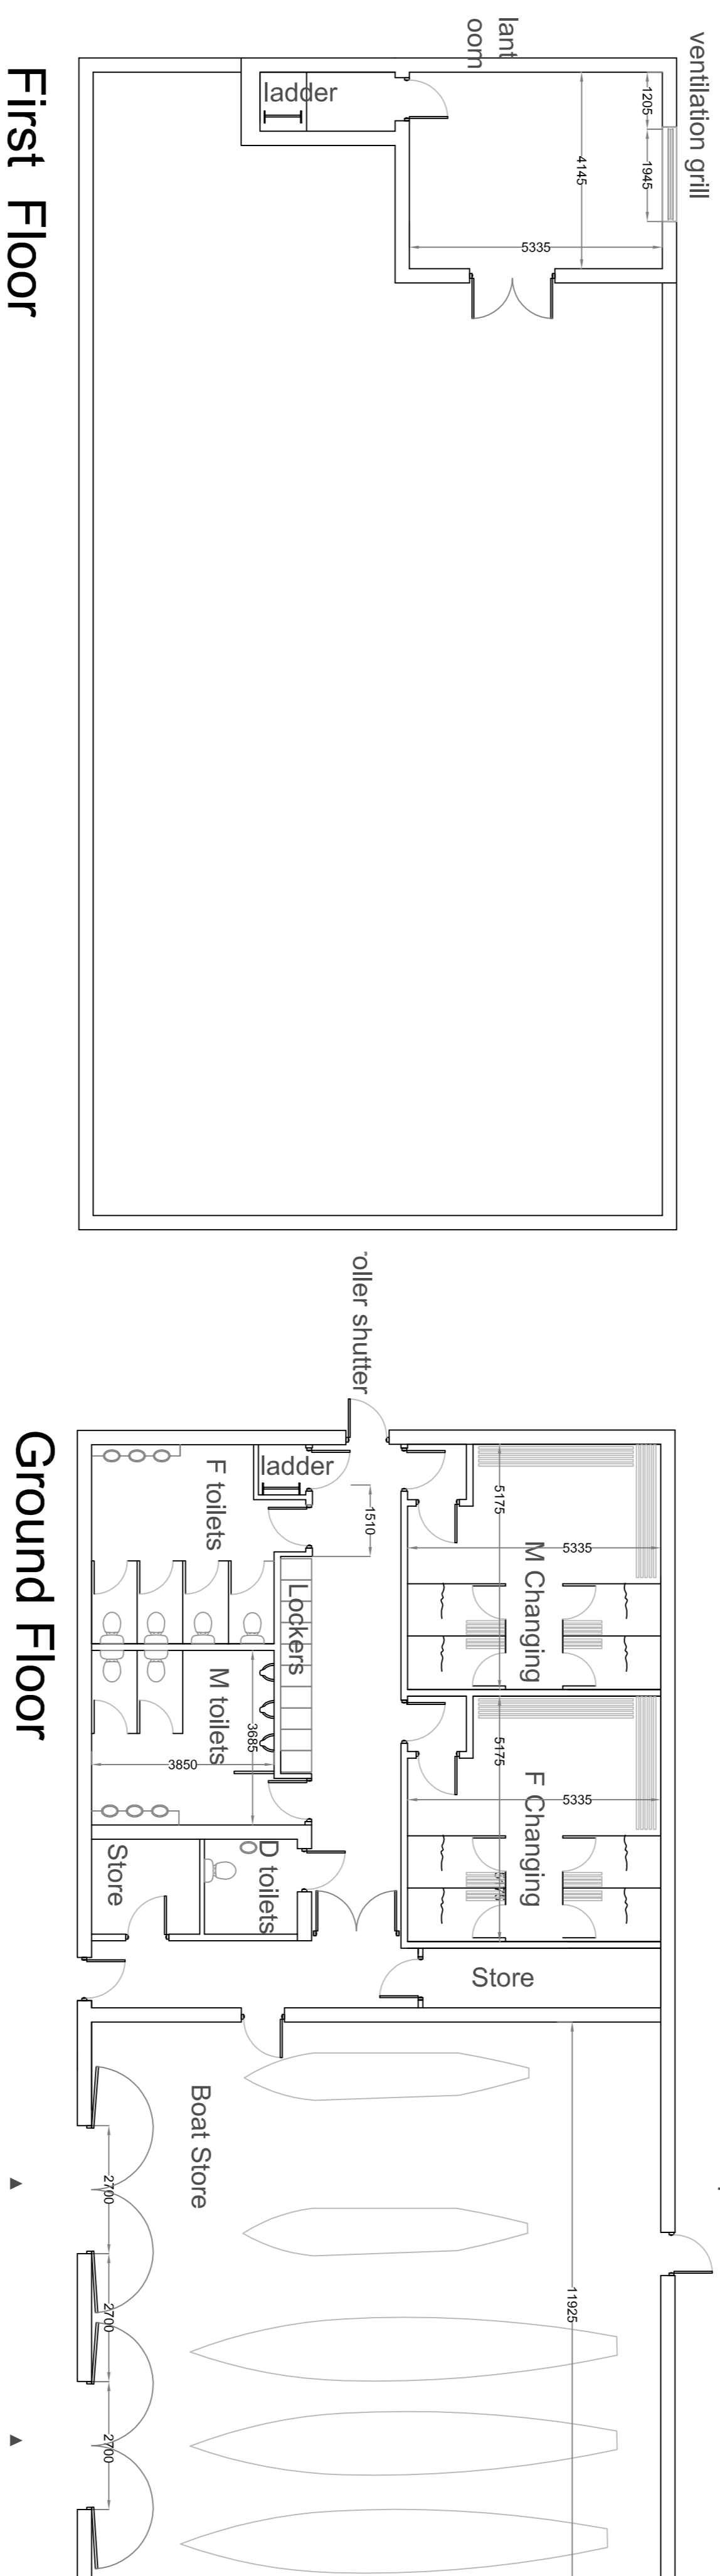 ventilation grill
lant
oom
ladder
1205
1945
4145
5335
First Floor
oller shutter
ladder
F toilets
1510
5175
5335
M Changing
Lockers
M toilets
3685
3850
5175
5335
F Changing
D toilets
Store
Store
Boat Store
11925
2700
2700
2700
Ground Floor